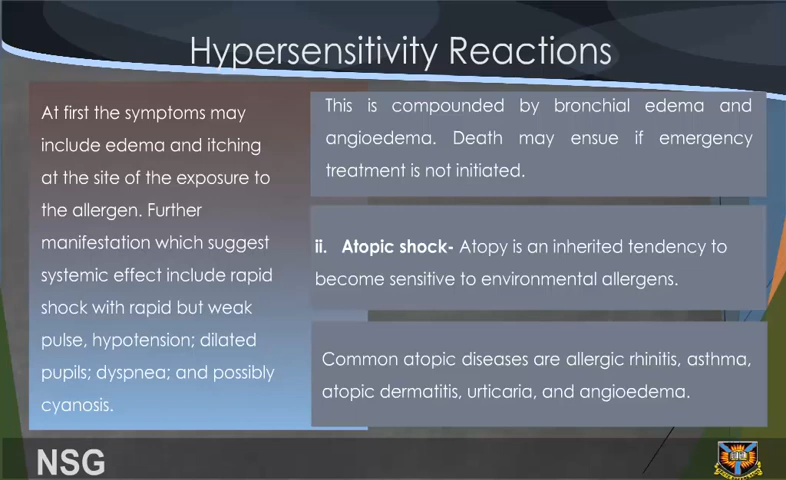 Hypersensitivity Reactions
At first the symptoms may
include edema and itching
at the site of the exposure to
the allergen. Further
manifestation which suggest
systemic effect include rapid
shock with rapid but weak
pulse, hypotension; dilated
pupils; dyspnea; and possibly
cyanosis.
This is compounded by bronchial edema and
angioedema. Death may ensue if emergency
treatment is not initiated.
ii. Atopic shock- Atopy is an inherited tendency to
become sensitive to environmental allergens.
Common atopic diseases are allergic rhinitis, asthma,
atopic dermatitis, urticaria, and angioedema.
NSG